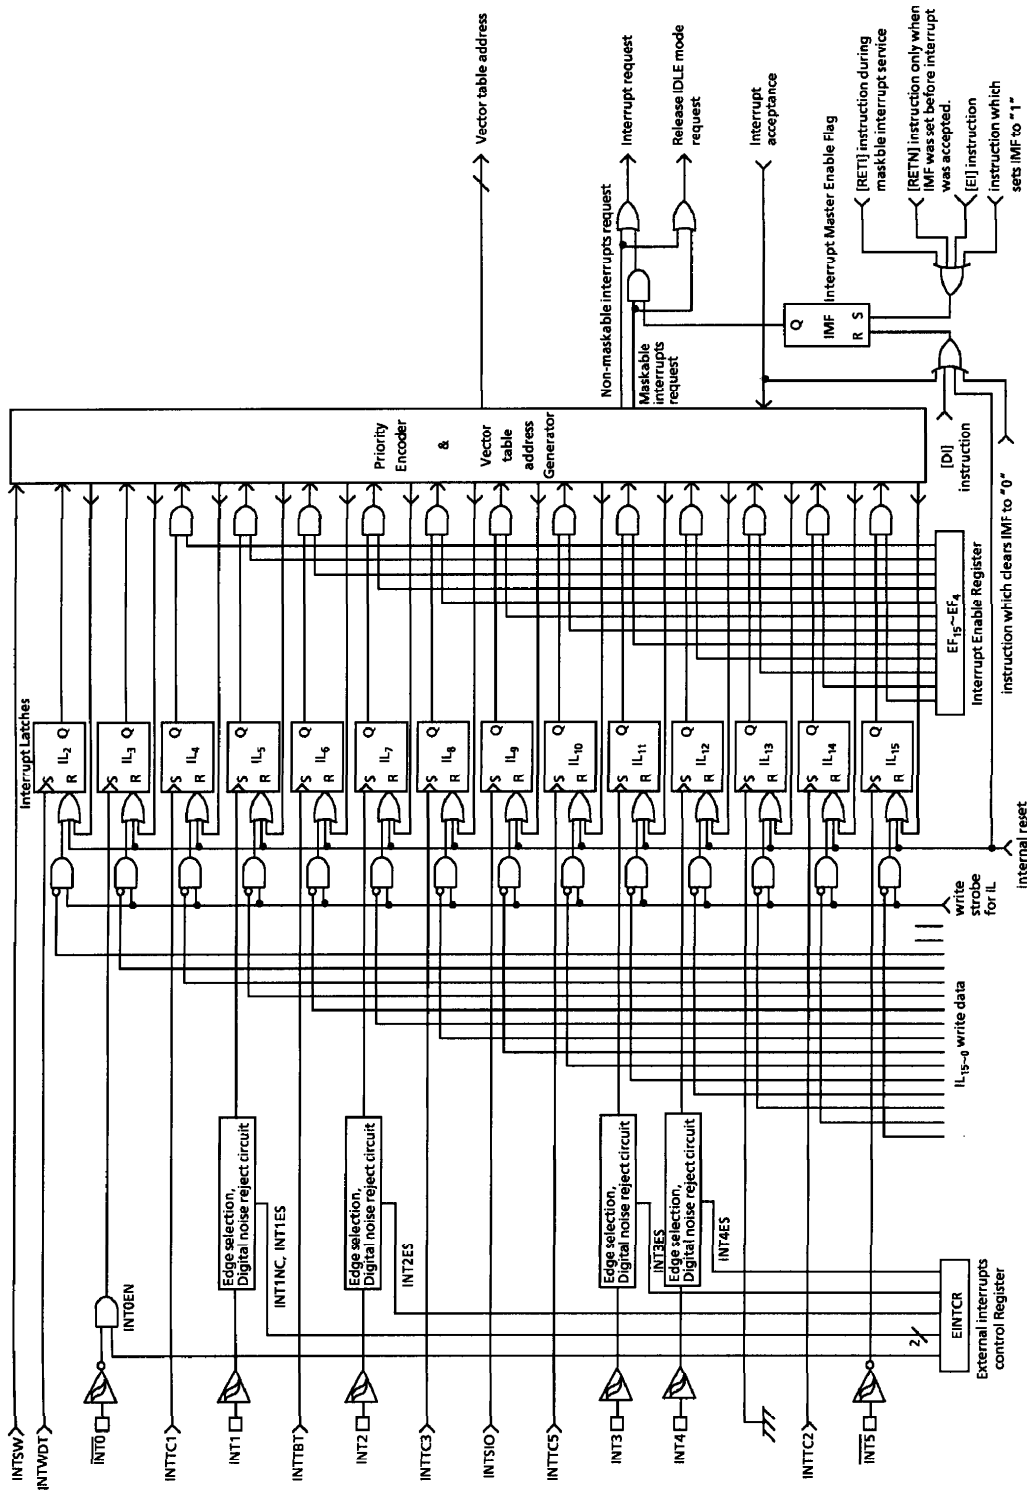 Vector table address
Interrupt request
Release IDLE mode
request
Interrupt
acceptance
[RETI] instruction during
maskble interrupt service
[RETN] instruction only when
IMF was set before interrupt
was accepted.
[EI] instruction
instruction which
sets IMF to "1"
Non-maskable interrupts request
Maskable
interrupts
request
Interrupt Master Enable Flag
Q
IMF
R S
[DI]
instruction
instruction which clears IMF to "0"
Priority
Encoder
&
Vector
table
address
Generator
EF15~EF4
Interrupt Enable Register
Interrupt Latches
S Q
IL2
R
S Q
IL3
R
S Q
IL4
R
S Q
IL5
R
S Q
IL6
R
S Q
IL7
R
S Q
IL8
R
S Q
IL9
R
S Q
IL10
R
S Q
IL11
R
S Q
IL12
R
S Q
IL13
R
S Q
IL14
R
S Q
IL15
R
internal reset
write
strobe
for IL
IL15~0 write data
Edge selection,
Digital noise reject circuit
INT1NC, INT1ES
Edge selection,
Digital noise reject circuit
INT2ES
Edge selection,
Digital noise reject circuit
INT3ES
Edge selection,
Digital noise reject circuit
INT4ES
INT0EN
2
EINTCR
External interrupts
control Register
INTSW
INTWDT
INT0
INTTC1
INT1
INTTBT
INT2
INTTC3
INTSIO
INTTC5
INT3
INT4
INTTC2
INT5